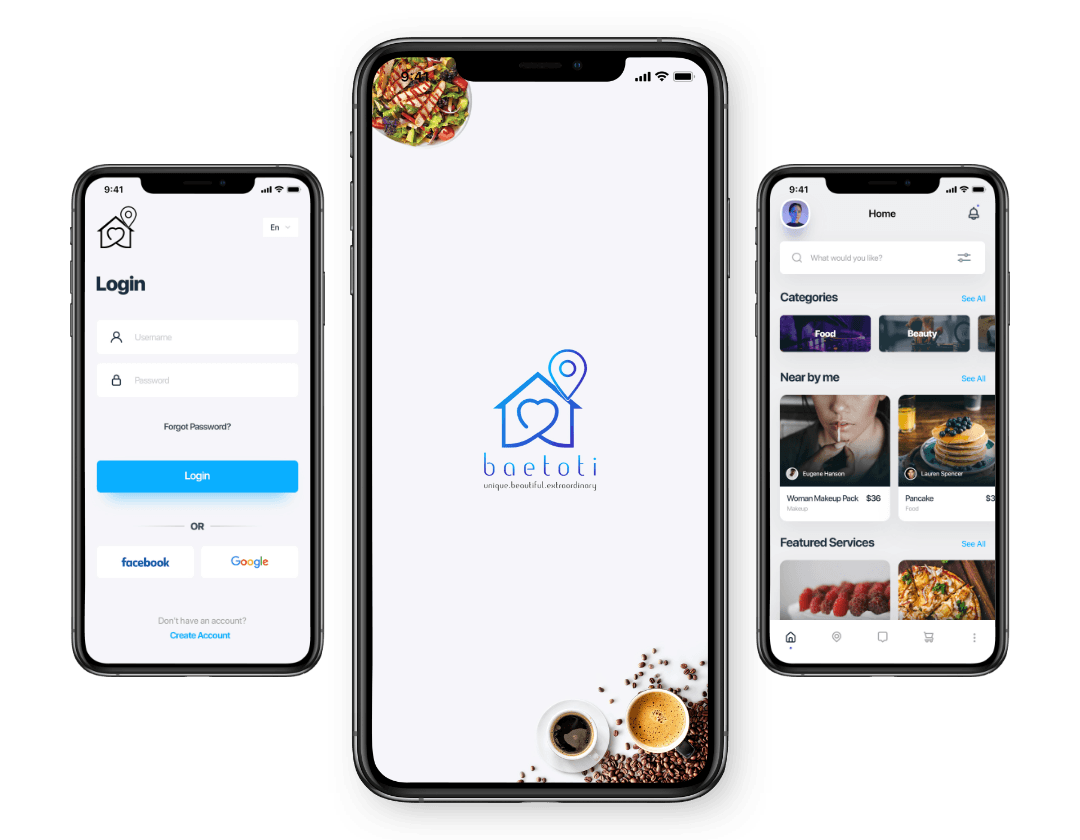 9:41
En
Login
Username
Password
Forgot Password?
Login
OR
facebook
Google
Don't have an account?
Create Account
9:41
baetoti
unique.beautiful.extraordinary
9:41
Home
What would you like?
Categories
See All
Food
Beauty
Near by me
See All
Eugene Hanson
Lauren Spencer
Woman Makeup Pack $36
Pancake
Makeup
Food
Featured Services
See All